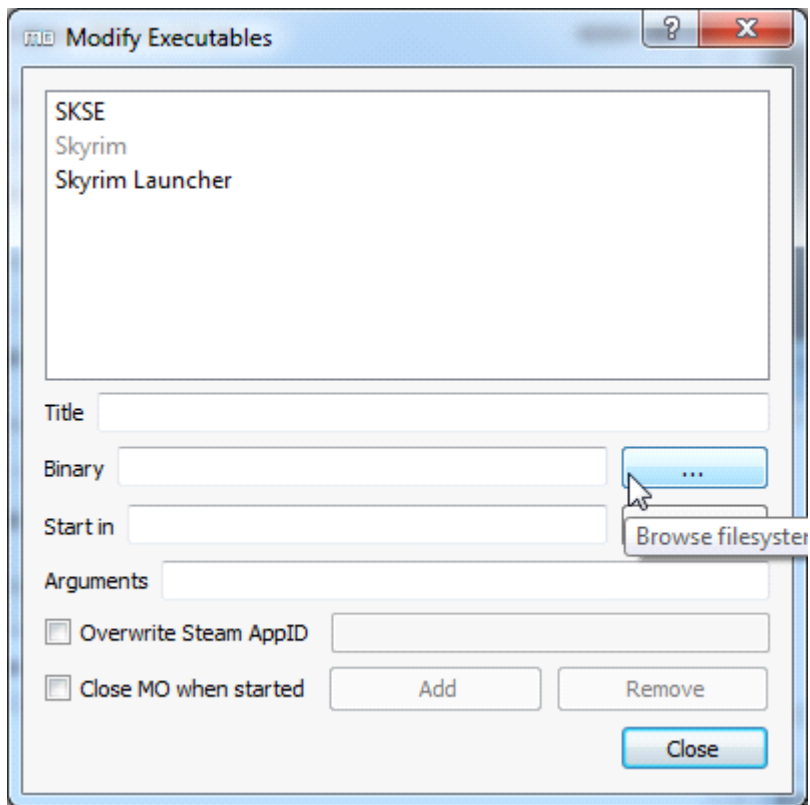 Modify Executables
?
X
SKSE
Skyrim
Skyrim Launcher
Title
Binary
...
Start in
Browse filesyster
Arguments
Overwrite Steam AppID
Close MO when started
Add
Remove
Close